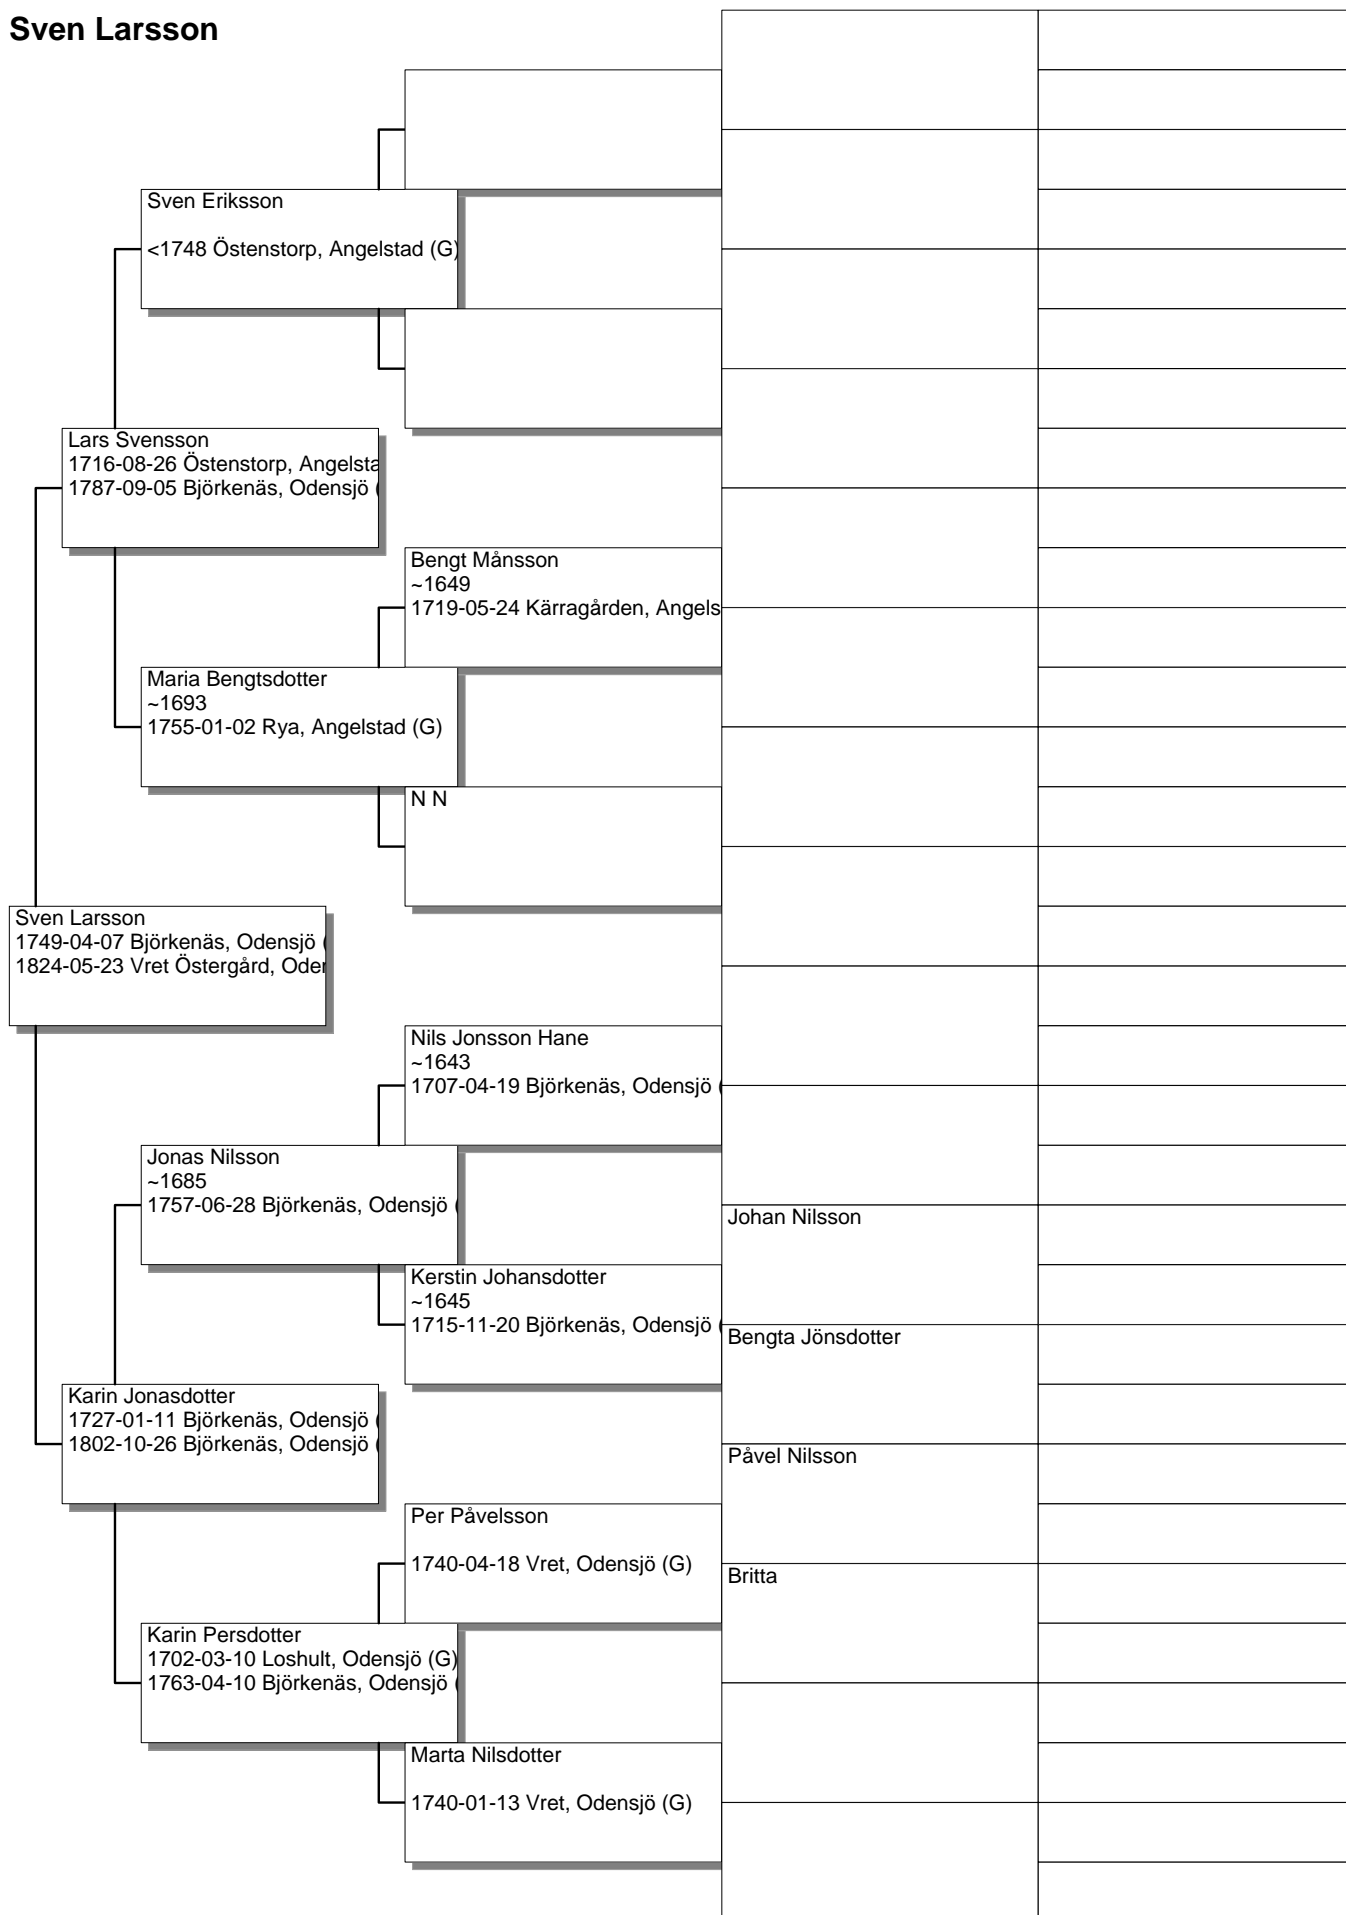 Sven Larsson
Sven Eriksson
<1748 Östenstorp, Angelstad (G)
Lars Svensson
1716-08-26 Östenstorp, Angelsta
1787-09-05 Björkenäs, Odensjö (
Bengt Månsson
~1649
1719-05-24 Kärragården, Angels
Maria Bengtsdotter
~1693
1755-01-02 Rya, Angelstad (G)
N N
Sven Larsson
1749-04-07 Björkenäs, Odensjö (
1824-05-23 Vret Östergård, Oden
Nils Jonsson Hane
~1643
1707-04-19 Björkenäs, Odensjö (
Jonas Nilsson
~1685
1757-06-28 Björkenäs, Odensjö (
Johan Nilsson
Kerstin Johansdotter
~1645
1715-11-20 Björkenäs, Odensjö (
Bengta Jönsdotter
Karin Jonasdotter
1727-01-11 Björkenäs, Odensjö (
1802-10-26 Björkenäs, Odensjö (
Påvel Nilsson
Per Påvelsson
1740-04-18 Vret, Odensjö (G)
Britta
Karin Persdotter
1702-03-10 Loshult, Odensjö (G)
1763-04-10 Björkenäs, Odensjö (
Marta Nilsdotter
1740-01-13 Vret, Odensjö (G)